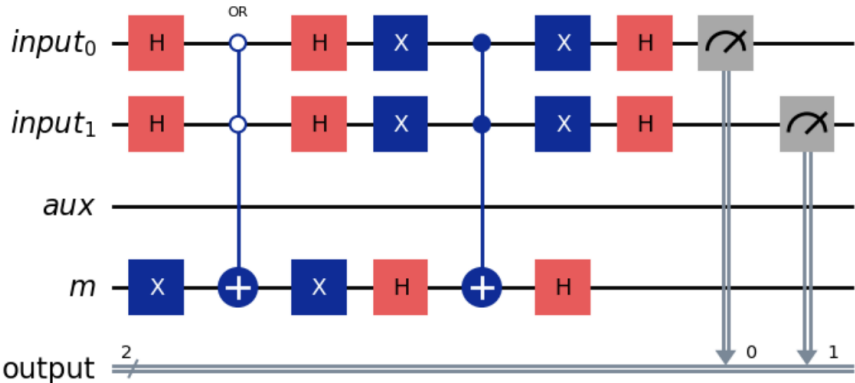 OR
input0 H H X X H
input1 H H X X H
aux
m X X H H
output 2 0 1